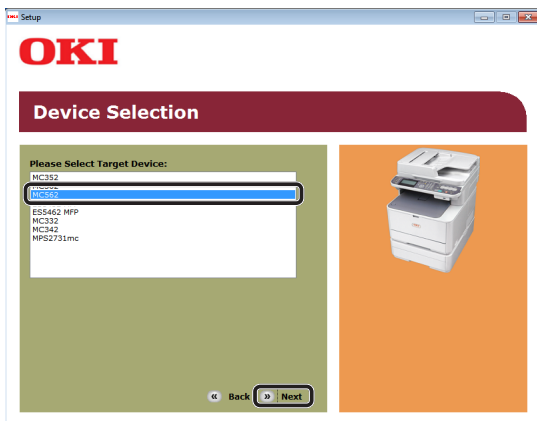 Setup
OKI
Device Selection
Please Select Target Device:
MC352
MC562
ES5462 MFP
MC332
MC342
MPS2731mc
Back
Next